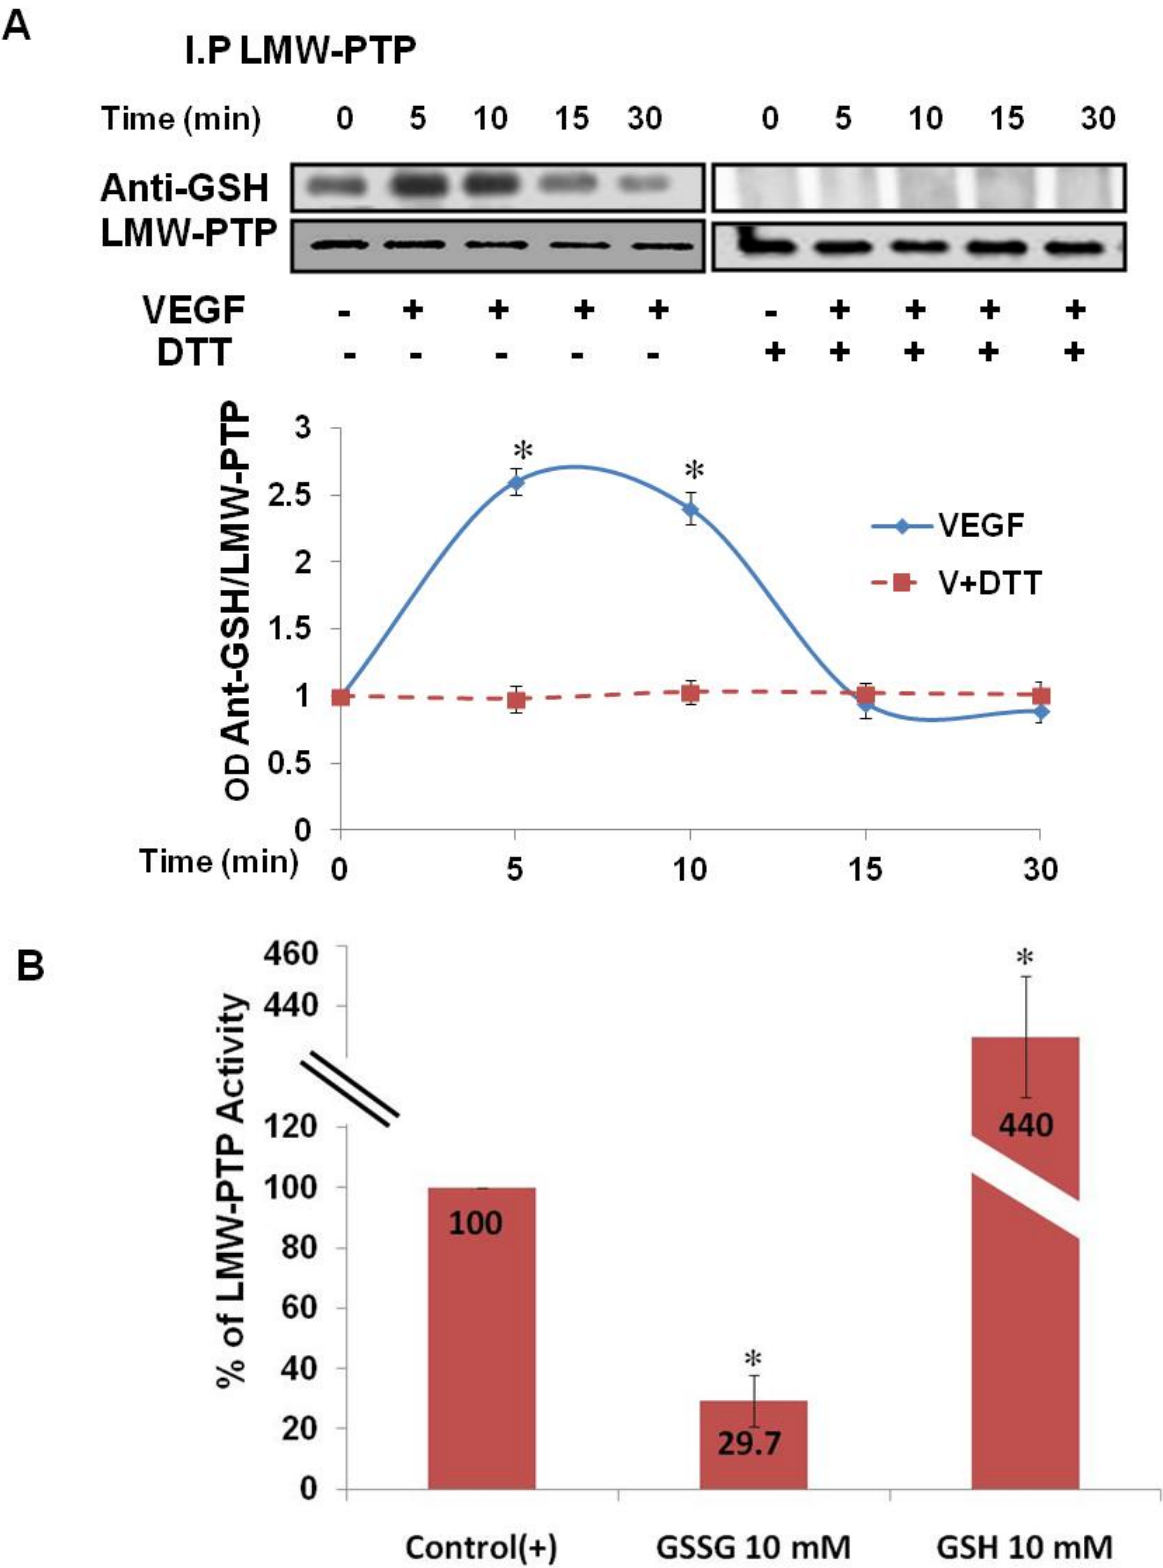 A
I.P LMW-PTP
Time (min) 0 5 10 15 30 0 5 10 15 30
Anti-GSH
LMW-PTP
VEGF - + + + + - + + + +
DTT - - - - - + + + + +
OD Ant-GSH/LMW-PTP
3
2.5
2
1.5
1
0.5
0
* *
VEGF
V+DTT
Time (min) 0 5 10 15 30
B
% of LMW-PTP Activity
460
440
120
100
80
60
40
20
0
100
*
29.7
*
440
Control(+) GSSG 10 mM GSH 10 mM